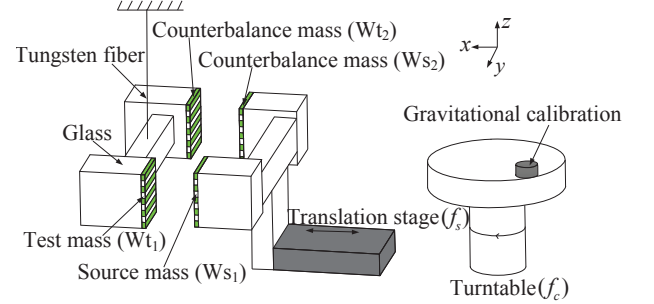 Counterbalance mass (Wt₂)
Tungsten fiber
Counterbalance mass (Ws₂)
z
x
y
Gravitational calibration
Glass
Translation stage(fₛ)
Test mass (Wt₁)
Source mass (Ws₁)
Turntable(f_c)